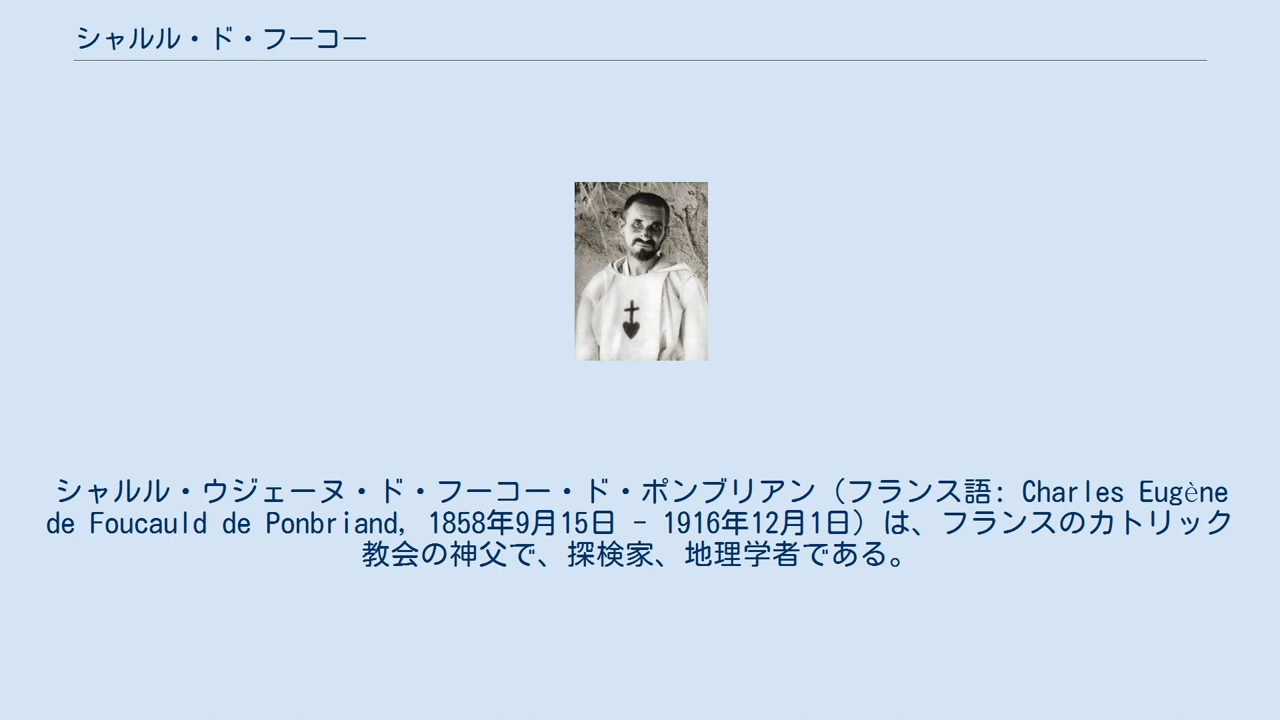 シャルル・ド・フーコー
シャルル・ウジェーヌ・ド・フーコー・ド・ポンブリアン（フランス語: Charles Eugène
de Foucauld de Ponbriand, 1858年9月15日 - 1916年12月1日）は、フランスのカトリック
教会の神父で、探検家、地理学者である。